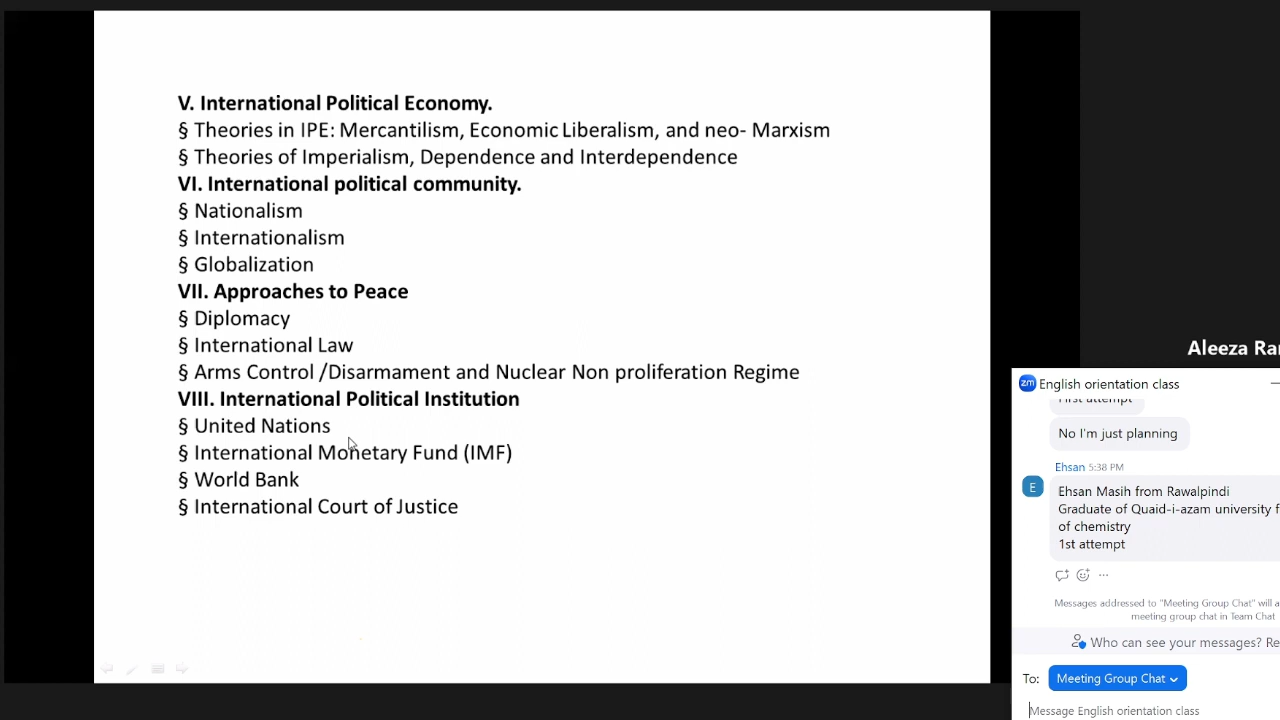 V. International Political Economy.
§ Theories in IPE: Mercantilism, Economic Liberalism, and neo- Marxism
§ Theories of Imperialism, Dependence and Interdependence
VI. International political community.
§ Nationalism
§ Internationalism
§ Globalization
VII. Approaches to Peace
§ Diplomacy
§ International Law
§ Arms Control /Disarmament and Nuclear Non proliferation Regime
VIII. International Political Institution
§ United Nations
§ International Monetary Fund (IMF)
§ World Bank
§ International Court of Justice
Aleeza
zm English orientation class
First attempt
No I'm just planning
Ehsan 5:38 PM
E
Ehsan Masih from Rawalpindi
Graduate of Quaid-i-azam university
of chemistry
1st attempt
Messages addressed to "Meeting Group Chat" will
meeting group chat in Team Chat
Who can see your messages?
To: Meeting Group Chat
Message English orientation class